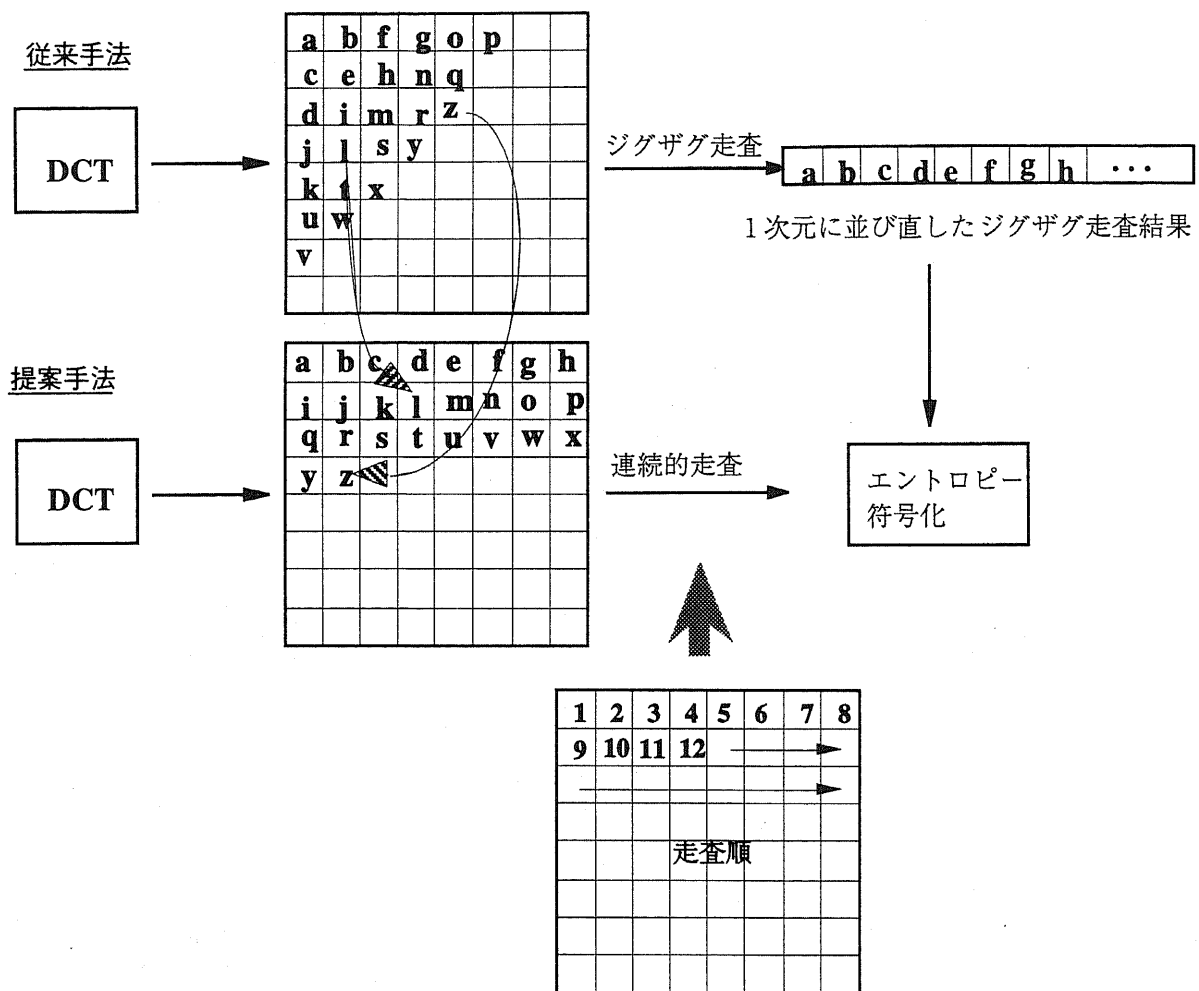 従来手法
DCT
a b f g o p
c e h n q
d i m r z
j l s y
k t x
u w
v
ジグザグ走査
a b c d e f g h ・・・
1次元に並び直したジグザグ走査結果
提案手法
DCT
a b c d e f g h
i j k l m n o p
q r s t u v w x
y z
連続的走査
エントロピー
符号化
1 2 3 4 5 6 7 8
9 10 11 12
走査順